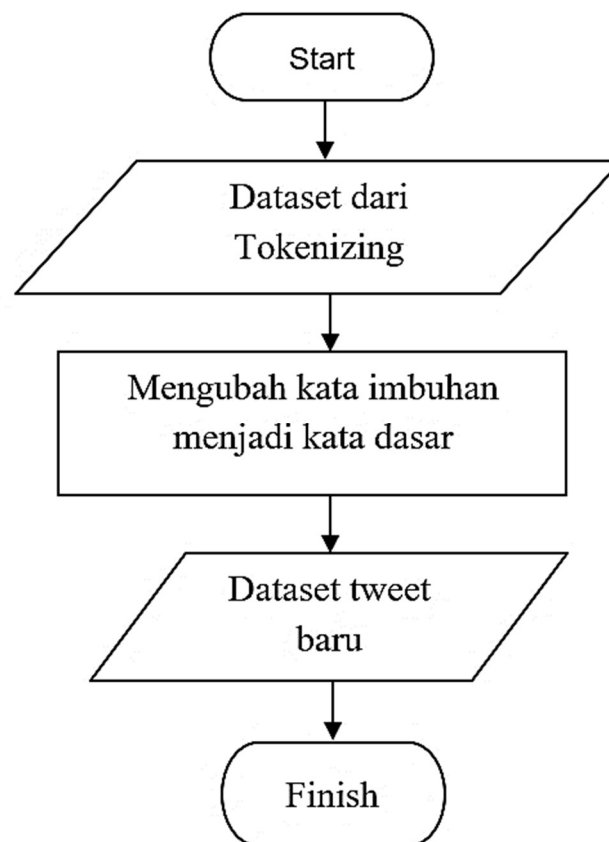 Start
Dataset dari
Tokenizing
Mengubah kata imbuhan
menjadi kata dasar
Dataset tweet
baru
Finish